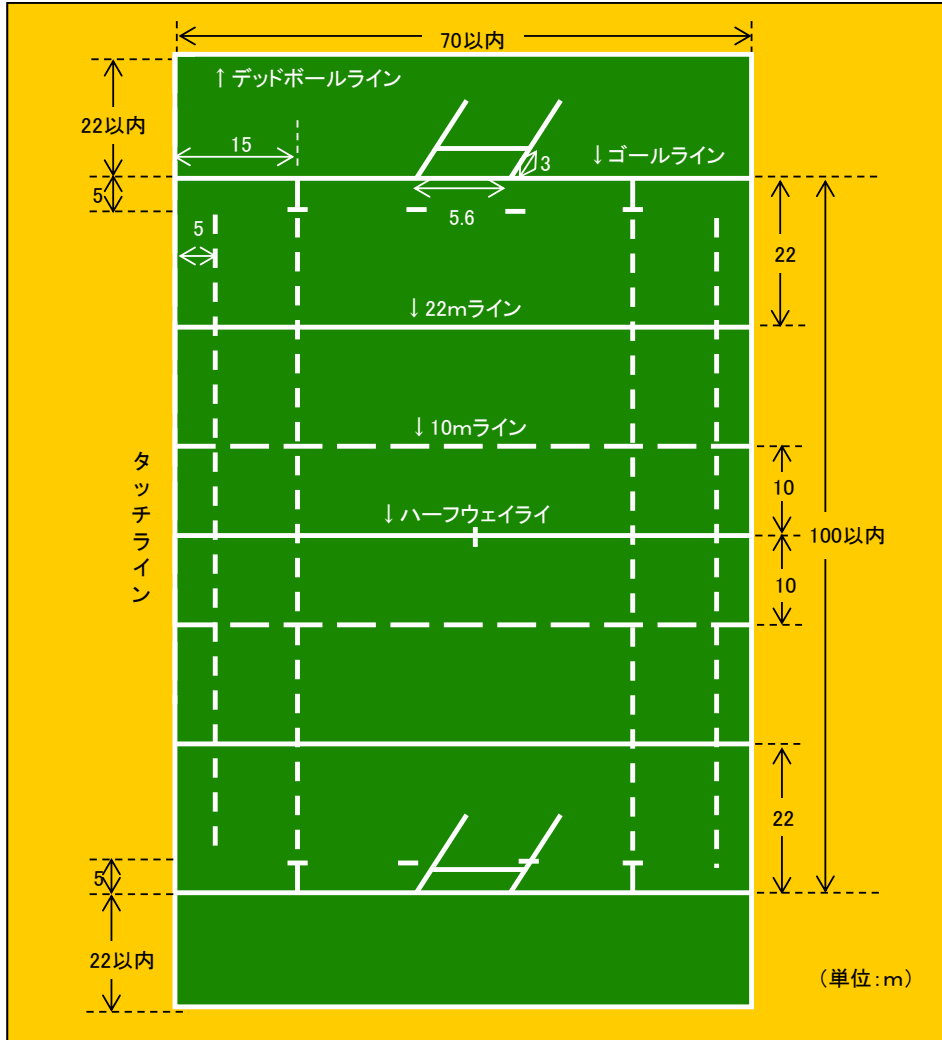 70以内
↑デッドボールライン
22以内
15
3
↓ゴールライン
5
5.6
5
22
↓22mラインの
↓10mライン
タッチライン
10
↓ハーフウェイライ
100以内
10
22
5
22以内
（単位:m）